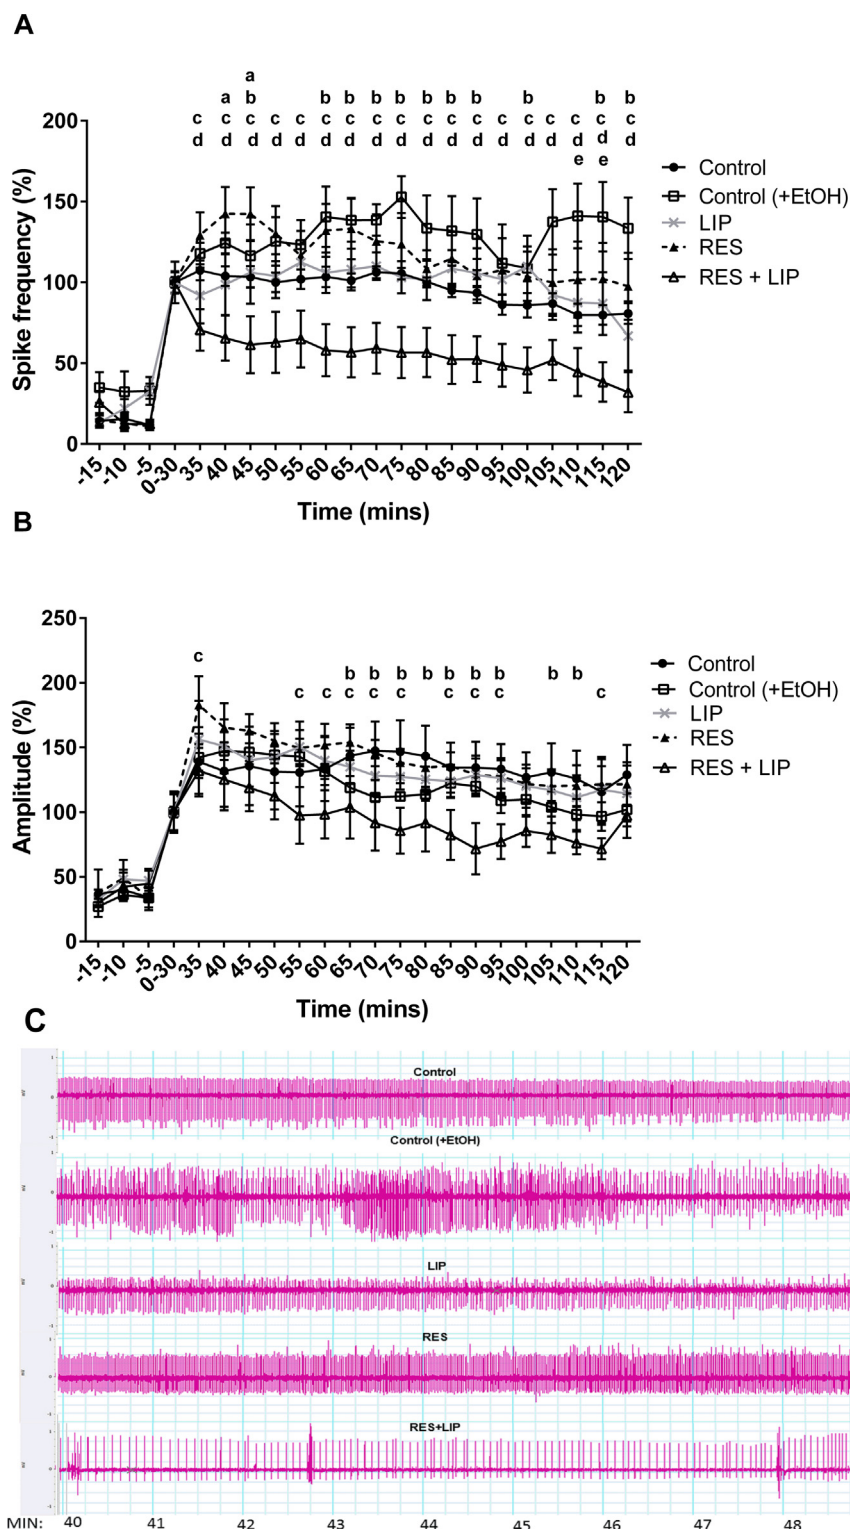 A
a
a b b b b b b b b b b b
c c c c c c c c c c c c c c c c c c
d d d d d d d d d d d d d d d d d d
e e
200
150
100
50
0
Spike frequency (%)
-15 -10 -5 0-30 35 40 45 50 55 60 65 70 75 80 85 90 95 100 105 110 115 120
Time (mins)
Control
Control (+EtOH)
LIP
RES
RES + LIP
B
250
200
150
100
50
0
Amplitude (%)
c b b b b b b b b b
c c c c c c c c c
-15 -10 -5 0-30 35 40 45 50 55 60 65 70 75 80 85 90 95 100 105 110 115 120
Time (mins)
Control
Control (+EtOH)
LIP
RES
RES + LIP
C
Control
Control (+EtOH)
LIP
RES
RES+LIP
MIN: 40 41 42 43 44 45 46 47 48